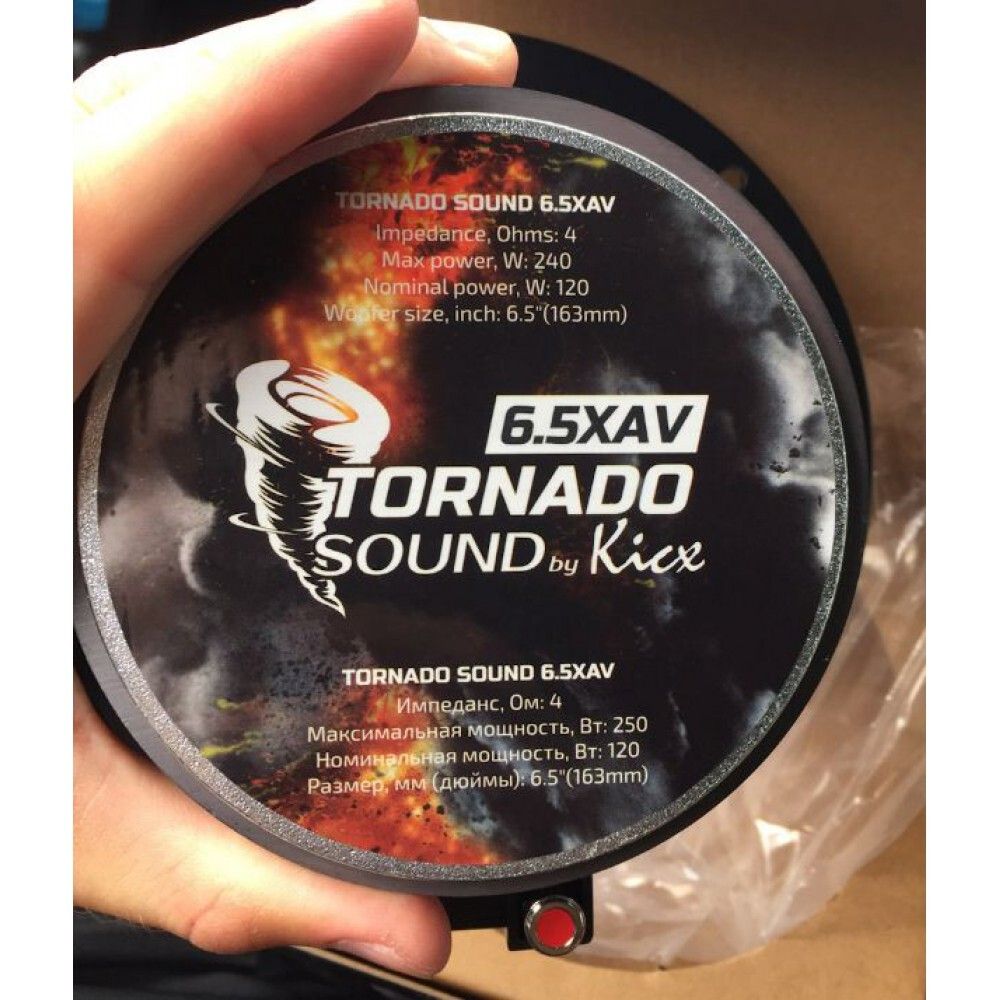 TORNADO SOUND 6.5XAV
Impedance, Ohms: 4
Max power, W: 240
Nominal power, W: 120
Woofer size, inch: 6.5"(163mm)
6.5XAV
TORNADO
SOUND by Kicx
TORNADO SOUND 6.5XAV
Импеданс, Ом: 4
Максимальная мощность, Вт: 250
Номинальная мощность, Вт: 120
Размер, мм (дюймы): 6.5"(163mm)